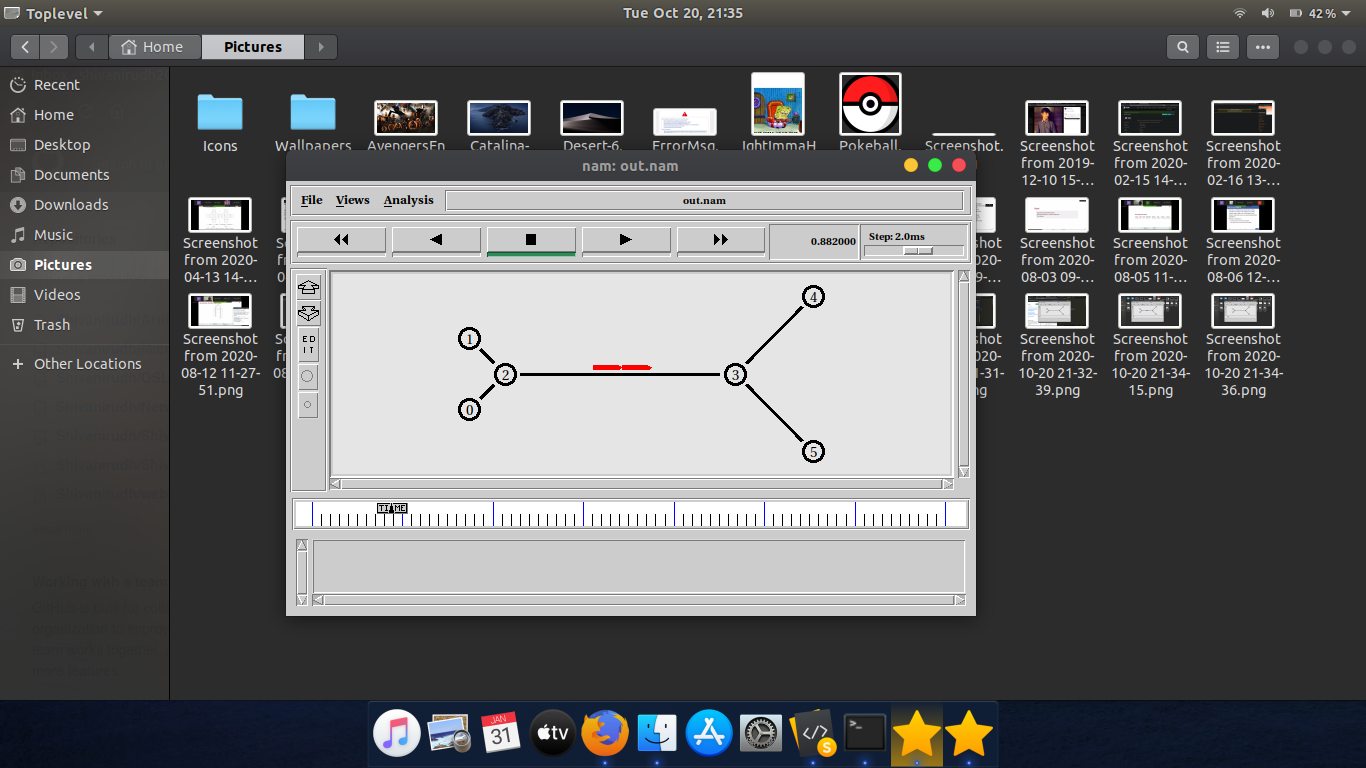 Toplevel
Tue Oct 20, 21:35
42%
Home
Pictures
Recent
Home
Desktop
Documents
Downloads
Music
Pictures
Videos
Trash
Other Locations
Icons
Wallpapers
AvengersEn
Catalina-
Desert-6.
ErrorMsg.
IghtImmaH
Pokeball.
Screenshot.
Screenshot
from 2019-
12-10 15-...
Screenshot
from 2020-
02-15 14-...
Screenshot
from 2020-
02-16 13-...
Screenshot
from 2020-
04-13 14-...
Screenshot
from 2020-
08-03 09-...
Screenshot
from 2020-
08-05 11-...
Screenshot
from 2020-
08-06 12-...
Screenshot
from 2020-
08-12 11-27-
51.png
Screenshot
from 2020-
10-20 21-32-
39.png
Screenshot
from 2020-
10-20 21-34-
15.png
Screenshot
from 2020-
10-20 21-34-
36.png
nam: out.nam
File Views Analysis
out.nam
0.882000
Step: 2.0ms
ED
IT
4
1
2
3
0
5
TIME
JAN
31
tv
S